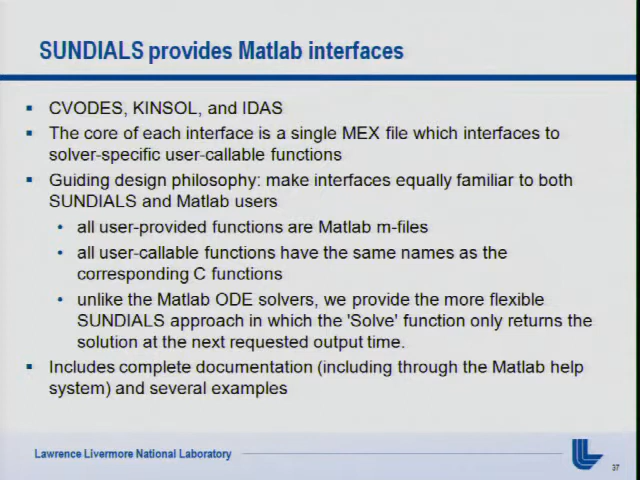 SUNDIALS provides Matlab interfaces
▪ CVODES, KINSOL, and IDAS
▪ The core of each interface is a single MEX file which interfaces to
solver-specific user-callable functions
▪ Guiding design philosophy: make interfaces equally familiar to both
SUNDIALS and Matlab users
• all user-provided functions are Matlab m-files
• all user-callable functions have the same names as the
corresponding C functions
• unlike the Matlab ODE solvers, we provide the more flexible
SUNDIALS approach in which the 'Solve' function only returns the
solution at the next requested output time.
▪ Includes complete documentation (including through the Matlab help
system) and several examples
Lawrence Livermore National Laboratory
37